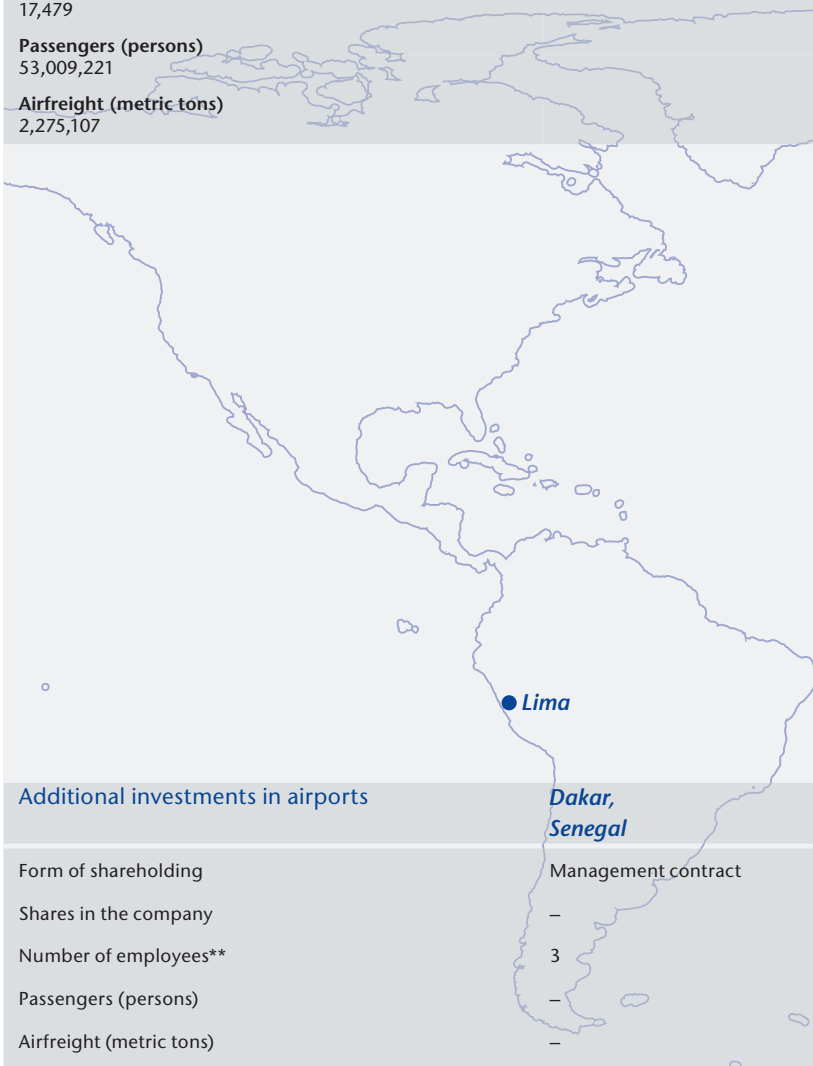 17,479
Passengers (persons)
53,009,221
Airfreight (metric tons)
2,275,107
Lima
Additional investments in airports Dakar,
Senegal
Form of shareholding Management contract
Shares in the company –
Number of employees** 3
Passengers (persons) –
Airfreight (metric tons) –